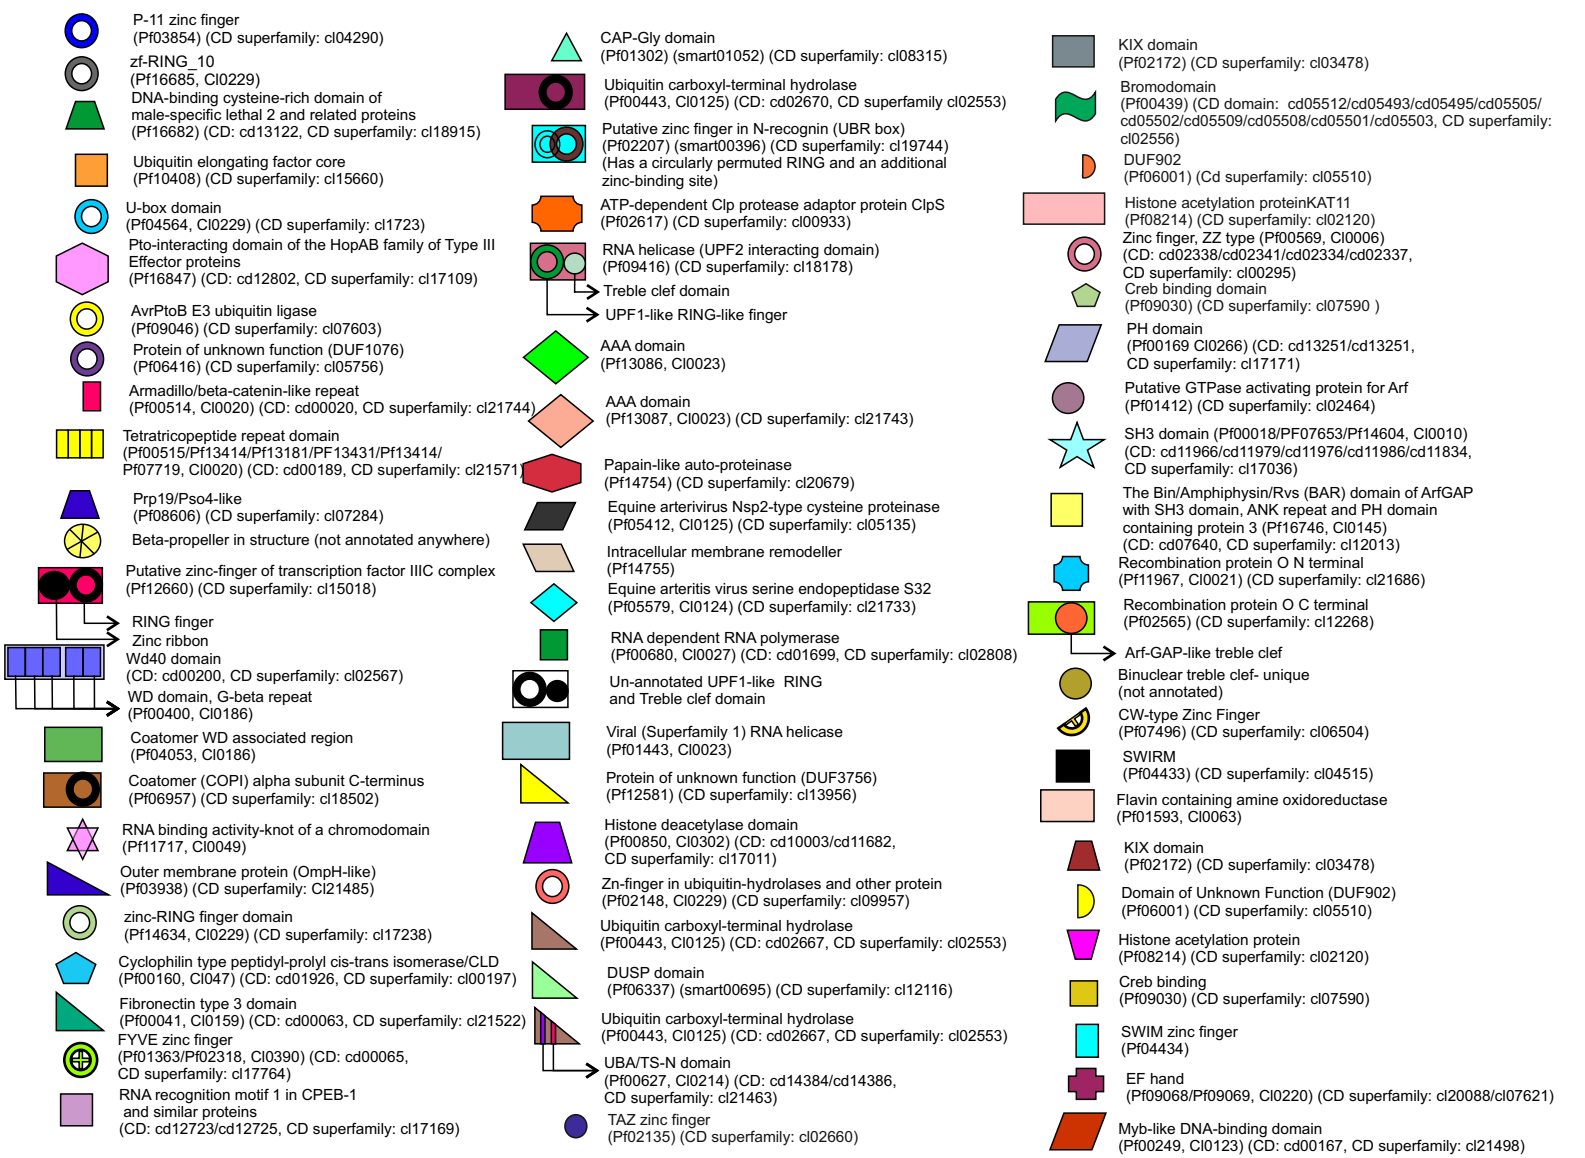 P-11 zinc finger
(Pf03854) (CD superfamily: cl04290)
zf-RING_10
(Pf16685, Cl0229)
DNA-binding cysteine-rich domain of
male-specific lethal 2 and related proteins
(Pf16682) (CD: cd13122, CD superfamily: cl18915)
Ubiquitin elongating factor core
(Pf10408) (CD superfamily: cl15660)
U-box domain
(Pf04564, Cl0229) (CD superfamily: cl1723)
Pto-interacting domain of the HopAB family of Type III
Effector proteins
(Pf16847) (CD: cd12802, CD superfamily: cl17109)
AvrPtoB E3 ubiquitin ligase
(Pf09046) (CD superfamily: cl07603)
Protein of unknown function (DUF1076)
(Pf06416) (CD superfamily: cl05756)
Armadillo/beta-catenin-like repeat
(Pf00514, Cl0020) (CD: cd00020, CD superfamily: cl21744)
Tetratricopeptide repeat domain
(Pf00515/Pf13414/Pf13181/PF13431/Pf13414/
Pf07719, Cl0020) (CD: cd00189, CD superfamily: cl21571)
Prp19/Pso4-like
(Pf08606) (CD superfamily: cl07284)
Beta-propeller in structure (not annotated anywhere)
Putative zinc-finger of transcription factor IIIC complex
(Pf12660) (CD superfamily: cl15018)
RING finger
Zinc ribbon
Wd40 domain
(CD: cd00200, CD superfamily: cl02567)
WD domain, G-beta repeat
(Pf00400, Cl0186)
Coatomer WD associated region
(Pf04053, Cl0186)
Coatomer (COPI) alpha subunit C-terminus
(Pf06957) (CD superfamily: cl18502)
RNA binding activity-knot of a chromodomain
(Pf11717, Cl0049)
Outer membrane protein (OmpH-like)
(Pf03938) (CD superfamily: Cl21485)
zinc-RING finger domain
(Pf14634, Cl0229) (CD superfamily: cl17238)
Cyclophilin type peptidyl-prolyl cis-trans isomerase/CLD
(Pf00160, Cl047) (CD: cd01926, CD superfamily: cl00197)
Fibronectin type 3 domain
(Pf00041, Cl0159) (CD: cd00063, CD superfamily: cl21522)
FYVE zinc finger
(Pf01363/Pf02318, Cl0390) (CD: cd00065,
CD superfamily: cl17764)
RNA recognition motif 1 in CPEB-1
and similar proteins
(CD: cd12723/cd12725, CD superfamily: cl17169)
CAP-Gly domain
(Pf01302) (smart01052) (CD superfamily: cl08315)
Ubiquitin carboxyl-terminal hydrolase
(Pf00443, Cl0125) (CD: cd02670, CD superfamily cl02553)
Putative zinc finger in N-recognin (UBR box)
(Pf02207) (smart00396) (CD superfamily: cl19744)
(Has a circularly permuted RING and an additional
zinc-binding site)
ATP-dependent Clp protease adaptor protein ClpS
(Pf02617) (CD superfamily: cl00933)
RNA helicase (UPF2 interacting domain)
(Pf09416) (CD superfamily: cl18178)
Treble clef domain
UPF1-like RING-like finger
AAA domain
(Pf13086, Cl0023)
AAA domain
(Pf13087, Cl0023) (CD superfamily: cl21743)
Papain-like auto-proteinase
(Pf14754) (CD superfamily: cl20679)
Equine arterivirus Nsp2-type cysteine proteinase
(Pf05412, Cl0125) (CD superfamily: cl05135)
Intracellular membrane remodeller
(Pf14755)
Equine arteritis virus serine endopeptidase S32
(Pf05579, Cl0124) (CD superfamily: cl21733)
RNA dependent RNA polymerase
(Pf00680, Cl0027) (CD: cd01699, CD superfamily: cl02808)
Un-annotated UPF1-like RING
and Treble clef domain
Viral (Superfamily 1) RNA helicase
(Pf01443, Cl0023)
Protein of unknown function (DUF3756)
(Pf12581) (CD superfamily: cl13956)
Histone deacetylase domain
(Pf00850, Cl0302) (CD: cd10003/cd11682,
CD superfamily: cl17011)
Zn-finger in ubiquitin-hydrolases and other protein
(Pf02148, Cl0229) (CD superfamily: cl09957)
Ubiquitin carboxyl-terminal hydrolase
(Pf00443, Cl0125) (CD: cd02667, CD superfamily: cl02553)
DUSP domain
(Pf06337) (smart00695) (CD superfamily: cl12116)
Ubiquitin carboxyl-terminal hydrolase
(Pf00443, Cl0125) (CD: cd02667, CD superfamily: cl02553)
UBA/TS-N domain
(Pf00627, Cl0214) (CD: cd14384/cd14386,
CD superfamily: cl21463)
TAZ zinc finger
(Pf02135) (CD superfamily: cl02660)
KIX domain
(Pf02172) (CD superfamily: cl03478)
Bromodomain
(Pf00439) (CD domain: cd05512/cd05493/cd05495/cd05505/
cd05502/cd05509/cd05508/cd05501/cd05503, CD superfamily:
cl02556)
DUF902
(Pf06001) (Cd superfamily: cl05510)
Histone acetylation proteinKAT11
(Pf08214) (CD superfamily: cl02120)
Zinc finger, ZZ type (Pf00569, Cl0006)
(CD: cd02338/cd02341/cd02334/cd02337,
CD superfamily: cl00295)
Creb binding domain
(Pf09030) (CD superfamily: cl07590 )
PH domain
(Pf00169 Cl0266) (CD: cd13251/cd13251,
CD superfamily: cl17171)
Putative GTPase activating protein for Arf
(Pf01412) (CD superfamily: cl02464)
SH3 domain (Pf00018/PF07653/Pf14604, Cl0010)
(CD: cd11966/cd11979/cd11976/cd11986/cd11834,
CD superfamily: cl17036)
The Bin/Amphiphysin/Rvs (BAR) domain of ArfGAP
with SH3 domain, ANK repeat and PH domain
containing protein 3 (Pf16746, Cl0145)
(CD: cd07640, CD superfamily: cl12013)
Recombination protein O N terminal
(Pf11967, Cl0021) (CD superfamily: cl21686)
Recombination protein O C terminal
(Pf02565) (CD superfamily: cl12268)
Arf-GAP-like treble clef
Binuclear treble clef- unique
(not annotated)
CW-type Zinc Finger
(Pf07496) (CD superfamily: cl06504)
SWIRM
(Pf04433) (CD superfamily: cl04515)
Flavin containing amine oxidoreductase
(Pf01593, Cl0063)
KIX domain
(Pf02172) (CD superfamily: cl03478)
Domain of Unknown Function (DUF902)
(Pf06001) (CD superfamily: cl05510)
Histone acetylation protein
(Pf08214) (CD superfamily: cl02120)
Creb binding
(Pf09030) (CD superfamily: cl07590)
SWIM zinc finger
(Pf04434)
EF hand
(Pf09068/Pf09069, Cl0220) (CD superfamily: cl20088/cl07621)
Myb-like DNA-binding domain
(Pf00249, Cl0123) (CD: cd00167, CD superfamily: cl21498)